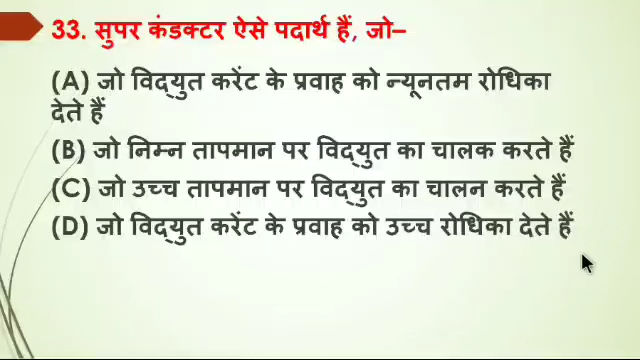 33. सुपर कंडक्टर ऐसे पदार्थ हैं, जो–
(A) जो विद्युत करेंट के प्रवाह को न्यूनतम रोधिका
देते हैं
(B) जो निम्न तापमान पर विद्युत का चालक करते हैं
(C) जो उच्च तापमान पर विद्युत का चालन करते हैं
(D) जो विद्युत करेंट के प्रवाह को उच्च रोधिका देते हैं